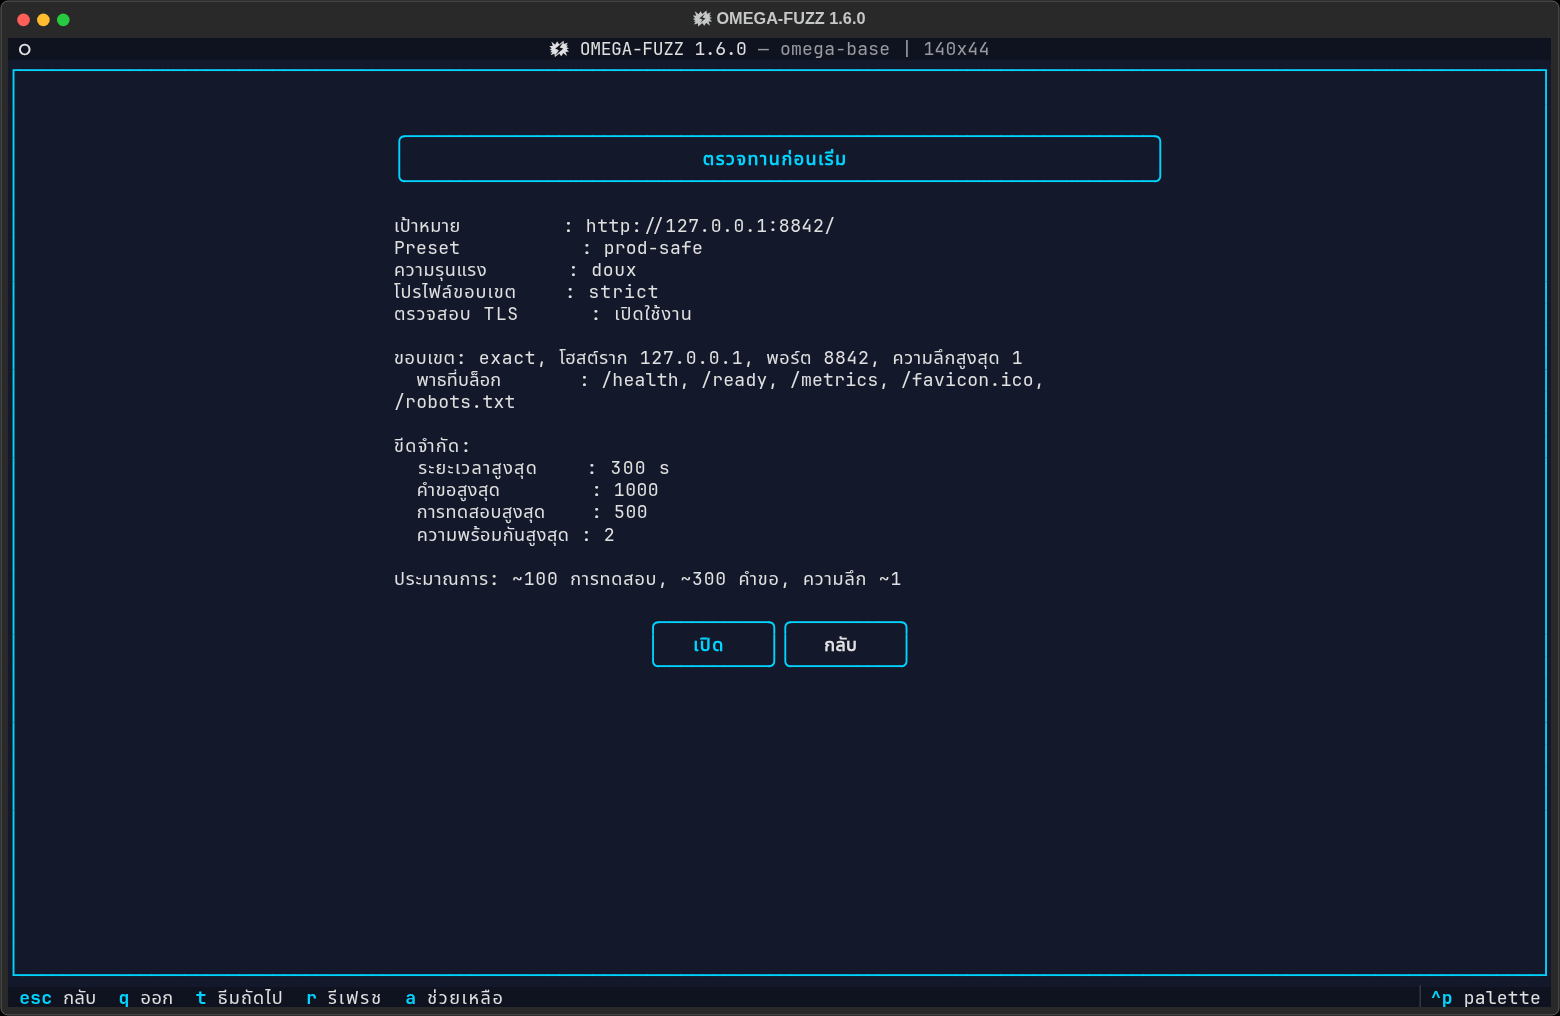 OMEGA-FUZZ 1.6.0
OMEGA-FUZZ 1.6.0 — omega-base | 140x44
ตรวจทานก่อนเริ่ม
เป้าหมาย : http://127.0.0.1:8842/
Preset : prod-safe
ความรุนแรง : doux
โปรไฟล์ขอบเขต : strict
ตรวจสอบ TLS : เปิดใช้งาน
ขอบเขต: exact, โฮสต์ราก 127.0.0.1, พอร์ต 8842, ความลึกสูงสุด 1
พาธที่บล็อก : /health, /ready, /metrics, /favicon.ico,
/robots.txt
ขีดจำกัด:
ระยะเวลาสูงสุด : 300 s
คำขอสูงสุด : 1000
การทดสอบสูงสุด : 500
ความพร้อมกันสูงสุด : 2
ประมาณการ: ~100 การทดสอบ, ~300 คำขอ, ความลึก ~1
เปิด กลับ
esc กลับ q ออก t ธีมถัดไป r รีเฟรช a ช่วยเหลือ ^p palette